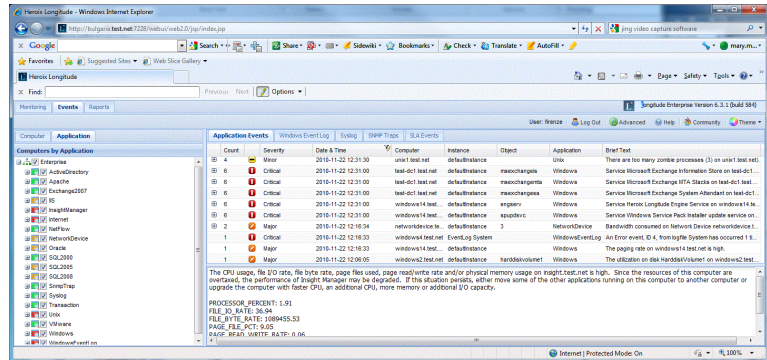 Heroix Longitude - Windows Internet Explorer
http://bulgaria.test.net:7228/webui/web2.0/jsp/index.jsp
jing video capture software
x Google Search Share Sidewiki Bookmarks Check Translate AutoFill mary.m...
Favorites Suggested Sites Web Slice Gallery
Heroix Longitude Page Safety Tools
x Find: Previous Next Options
Monitoring Events Reports Longitude Enterprise Version 6.3.1 (build 584)
User: firenze Log Out Advanced Help Community Theme
Computer Application Application Events Windows Event Log Syslog SNMP Traps SLA Events
Computers by Application
Enterprise
ActiveDirectory
Apache
Exchange2007
IIS
InsightManager
Internet
NetFlow
NetworkDevice
Oracle
SQL2000
SQL2005
SQL2008
SnmpTrap
Syslog
Transaction
Unix
VMware
Windows
WindowsEventLog
Count Severity Date & Time Computer Instance Object Application Brief Text
4 Minor 2010-11-22 12:31:30 unix1.test.net defaultinstance Unix There are too many zombie processes (3) on unix1.test.net).
6 Critical 2010-11-22 12:31:00 test-dc1.test.net defaultinstance msexchangeis Windows Service Microsoft Exchange Information Store on test-dc1....
6 Critical 2010-11-22 12:31:00 test-dc1.test.net defaultinstance msexchangemta Windows Service Microsoft Exchange MTA Stacks on test-dc1.test....
6 Critical 2010-11-22 12:31:00 test-dc1.test.net defaultinstance msexchangesa Windows Service Microsoft Exchange System Attendant on test-dc1...
6 Critical 2010-11-22 12:31:00 windows14.test.... defaultinstance engserv Windows Service Heroix Longitude Engine Service on windows14.te...
6 Critical 2010-11-22 12:31:00 windows14.test.... defaultinstance spupdsvc Windows Service Windows Service Pack Installer update service on...
2 Major 2010-11-22 12:16:34 networkdevice.te... defaultinstance 3 NetworkDevice Bandwidth consumed on Network Device networkdevice.t...
1 Critical 2010-11-22 12:16:33 windows14.test.net EventLog System WindowsEventLog An Error event, ID 4, from logfile System has occurred 1 ti...
1 Major 2010-11-22 12:16:33 windows14.test.... defaultinstance Windows The paging rate on windows14.test.net is high.
1 Major 2010-11-22 12:06:05 windows2.test.net defaultinstance harddiskvolume1 Windows The utilization on disk HarddiskVolume1 on windows2.test...
The CPU usage, file I/O rate, file byte rate, page files used, page read/write rate and/or physical memory usage on insight.test.net is high. Since the resources of this computer are
overtaxed, the performance of Insight Manager may be degraded. If this situation persists, either move some of the other applications running on this computer to another computer or
upgrade the computer with faster CPU, an additional CPU, more memory or additional I/O capacity.
PROCESSOR_PERCENT: 1.91
FILE_IO_RATE: 36.94
FILE_BYTE_RATE: 1089455.53
PAGE_FILE_PCT: 9.05
PAGE_READ_WRITE_RATE: 0.06
Internet | Protected Mode: On 100%